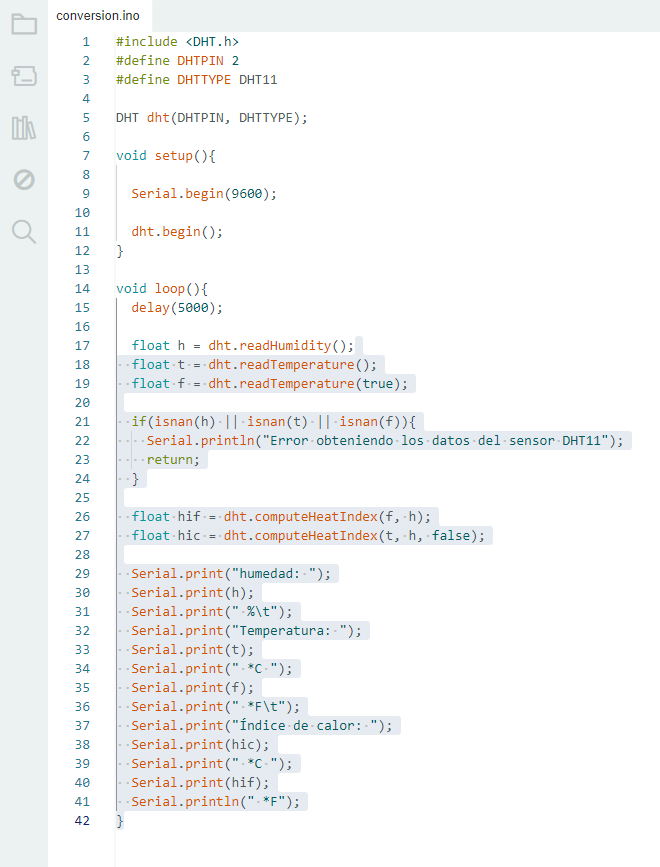 conversion.ino
1 #include <DHT.h>
2 #define DHTPIN 2
3 #define DHTTYPE DHT11
4
5 DHT dht(DHTPIN, DHTTYPE);
6
7 void setup(){
8
9   Serial.begin(9600);
10
11   dht.begin();
12 }
13
14 void loop(){
15   delay(5000);
16
17   float h = dht.readHumidity();
18   float t = dht.readTemperature();
19   float f = dht.readTemperature(true);
20
21   if(isnan(h) || isnan(t) || isnan(f)){
22     Serial.println("Error obteniendo los datos del sensor DHT11");
23     return;
24   }
25
26   float hif = dht.computeHeatIndex(f, h);
27   float hic = dht.computeHeatIndex(t, h, false);
28
29   Serial.print("humedad: ");
30   Serial.print(h);
31   Serial.print(" %\t");
32   Serial.print("Temperatura: ");
33   Serial.print(t);
34   Serial.print(" *C ");
35   Serial.print(f);
36   Serial.print(" *F\t");
37   Serial.print("Índice de calor: ");
38   Serial.print(hic);
39   Serial.print(" *C ");
40   Serial.print(hif);
41   Serial.println(" *F");
42 }